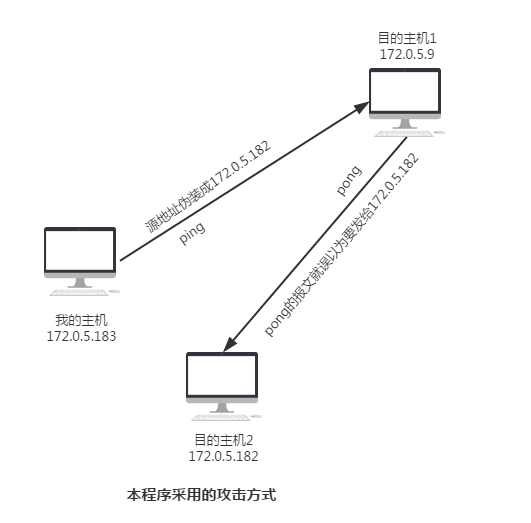 目的主机1
172.0.5.9
源地址伪装成172.0.5.182
ping
pong
pong的报文就误以为要发给172.0.5.182
我的主机
172.0.5.183
目的主机2
172.0.5.182
本程序采用的攻击方式